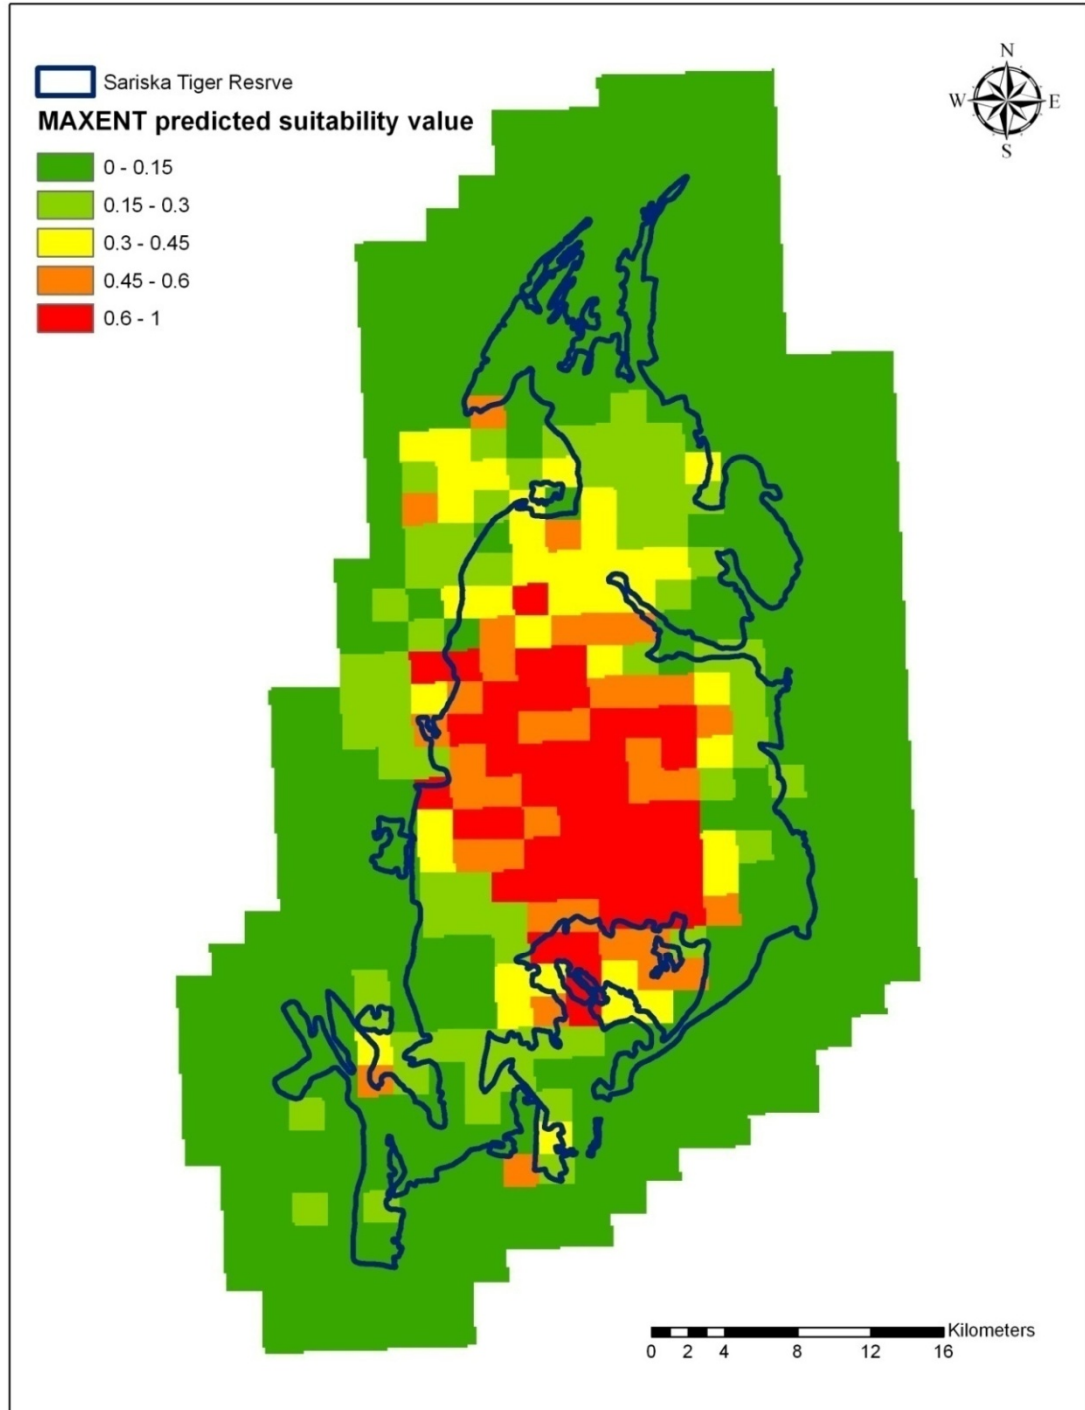 Sariska Tiger Resrve
MAXENT predicted suitability value
0 - 0.15
0.15 - 0.3
0.3 - 0.45
0.45 - 0.6
0.6 - 1
N
W E
S
Kilometers
0 2 4 8 12 16